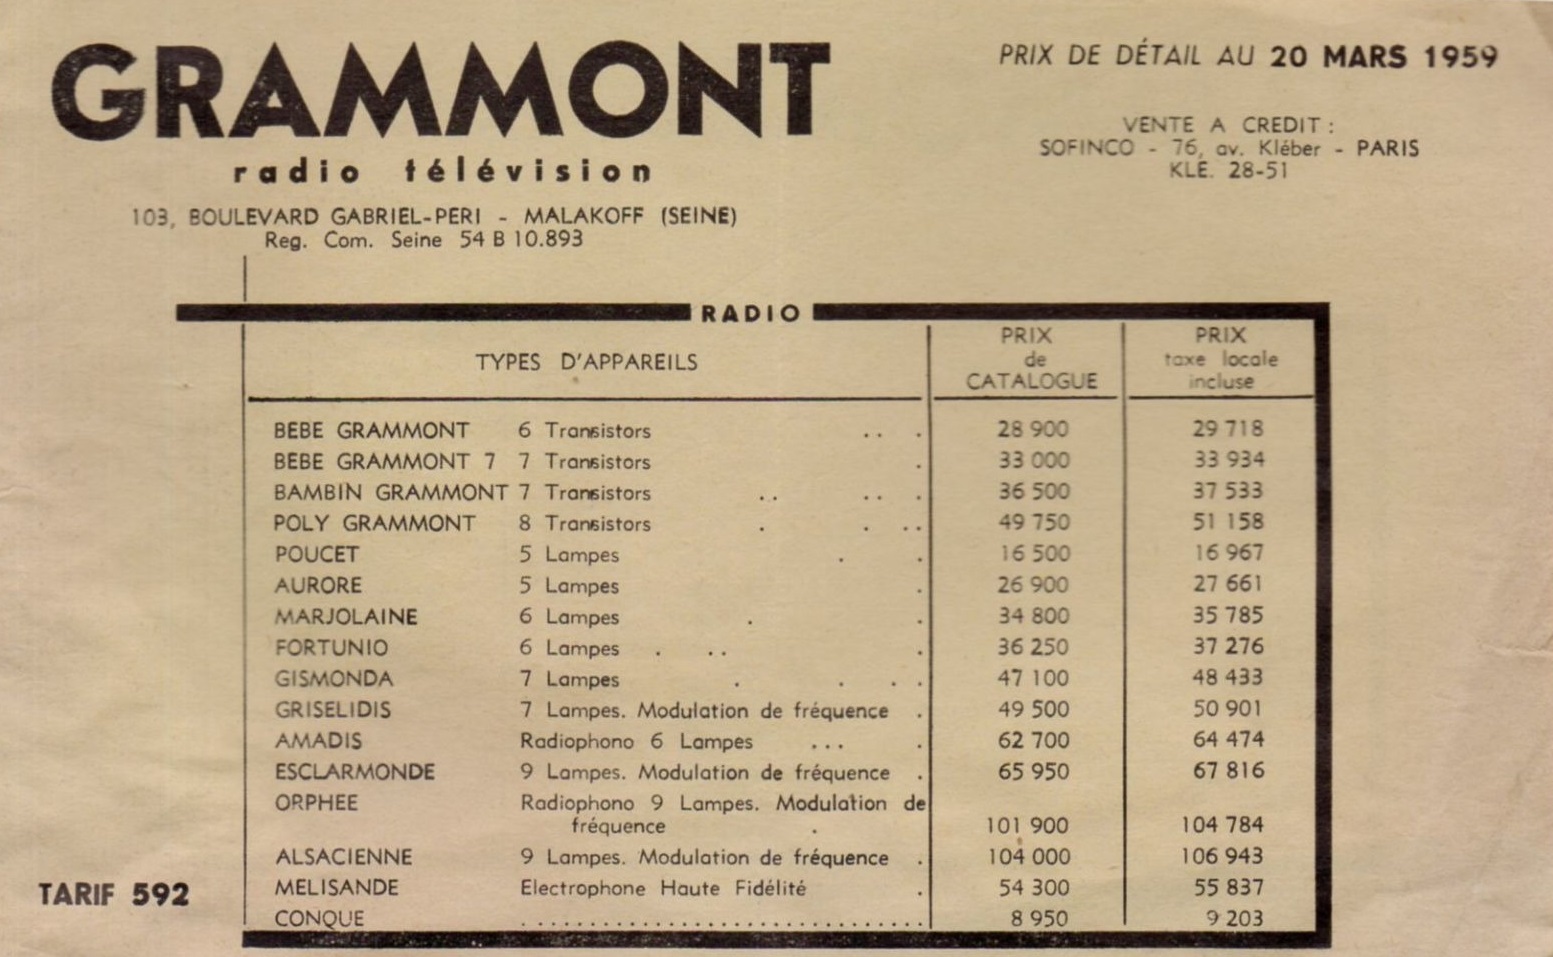 GRAMMONT
radio télévision
103, BOULEVARD GABRIEL-PERI - MALAKOFF (SEINE)
Reg. Com. Seine 54 B 10.893
PRIX DE DÉTAIL AU 20 MARS 1959
VENTE A CREDIT :
SOFINCO - 76, av. Kléber - PARIS
KLE. 28-51
RADIO
TYPES D'APPAREILS PRIX de CATALOGUE PRIX taxe locale incluse
BEBE GRAMMONT 6 Transistors .. . 28 900 29 718
BEBE GRAMMONT 7 7 Transistors . 33 000 33 934
BAMBIN GRAMMONT 7 Transistors .. .. . 36 500 37 533
POLY GRAMMONT 8 Transistors . . .. 49 750 51 158
POUCET 5 Lampes . . 16 500 16 967
AURORE 5 Lampes . 26 900 27 661
MARJOLAINE 6 Lampes . . 34 800 35 785
FORTUNIO 6 Lampes . .. . 36 250 37 276
GISMONDA 7 Lampes . . . . 47 100 48 433
GRISELIDIS 7 Lampes. Modulation de fréquence . 49 500 50 901
AMADIS Radiophono 6 Lampes ... . 62 700 64 474
ESCLARMONDE 9 Lampes. Modulation de fréquence . 65 950 67 816
ORPHEE Radiophono 9 Lampes. Modulation de
fréquence . 101 900 104 784
ALSACIENNE 9 Lampes. Modulation de fréquence . 104 000 106 943
MELISANDE Electrophone Haute Fidélité . 54 300 55 837
CONQUE .............................. 8 950 9 203
TARIF 592